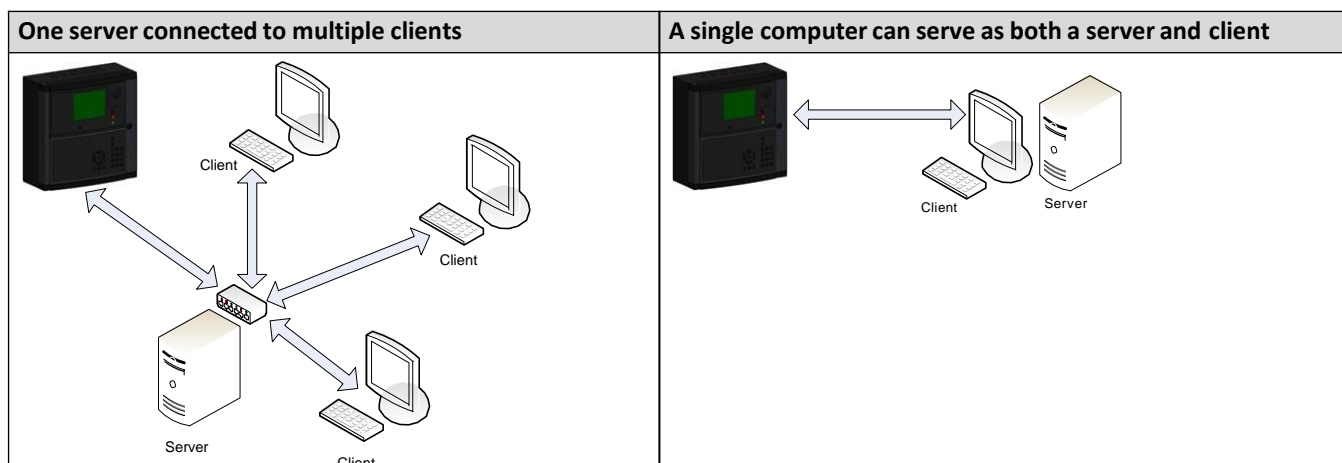 One server connected to multiple clients
A single computer can serve as both a server and client
Client
Client
Server
Client
Client
Server